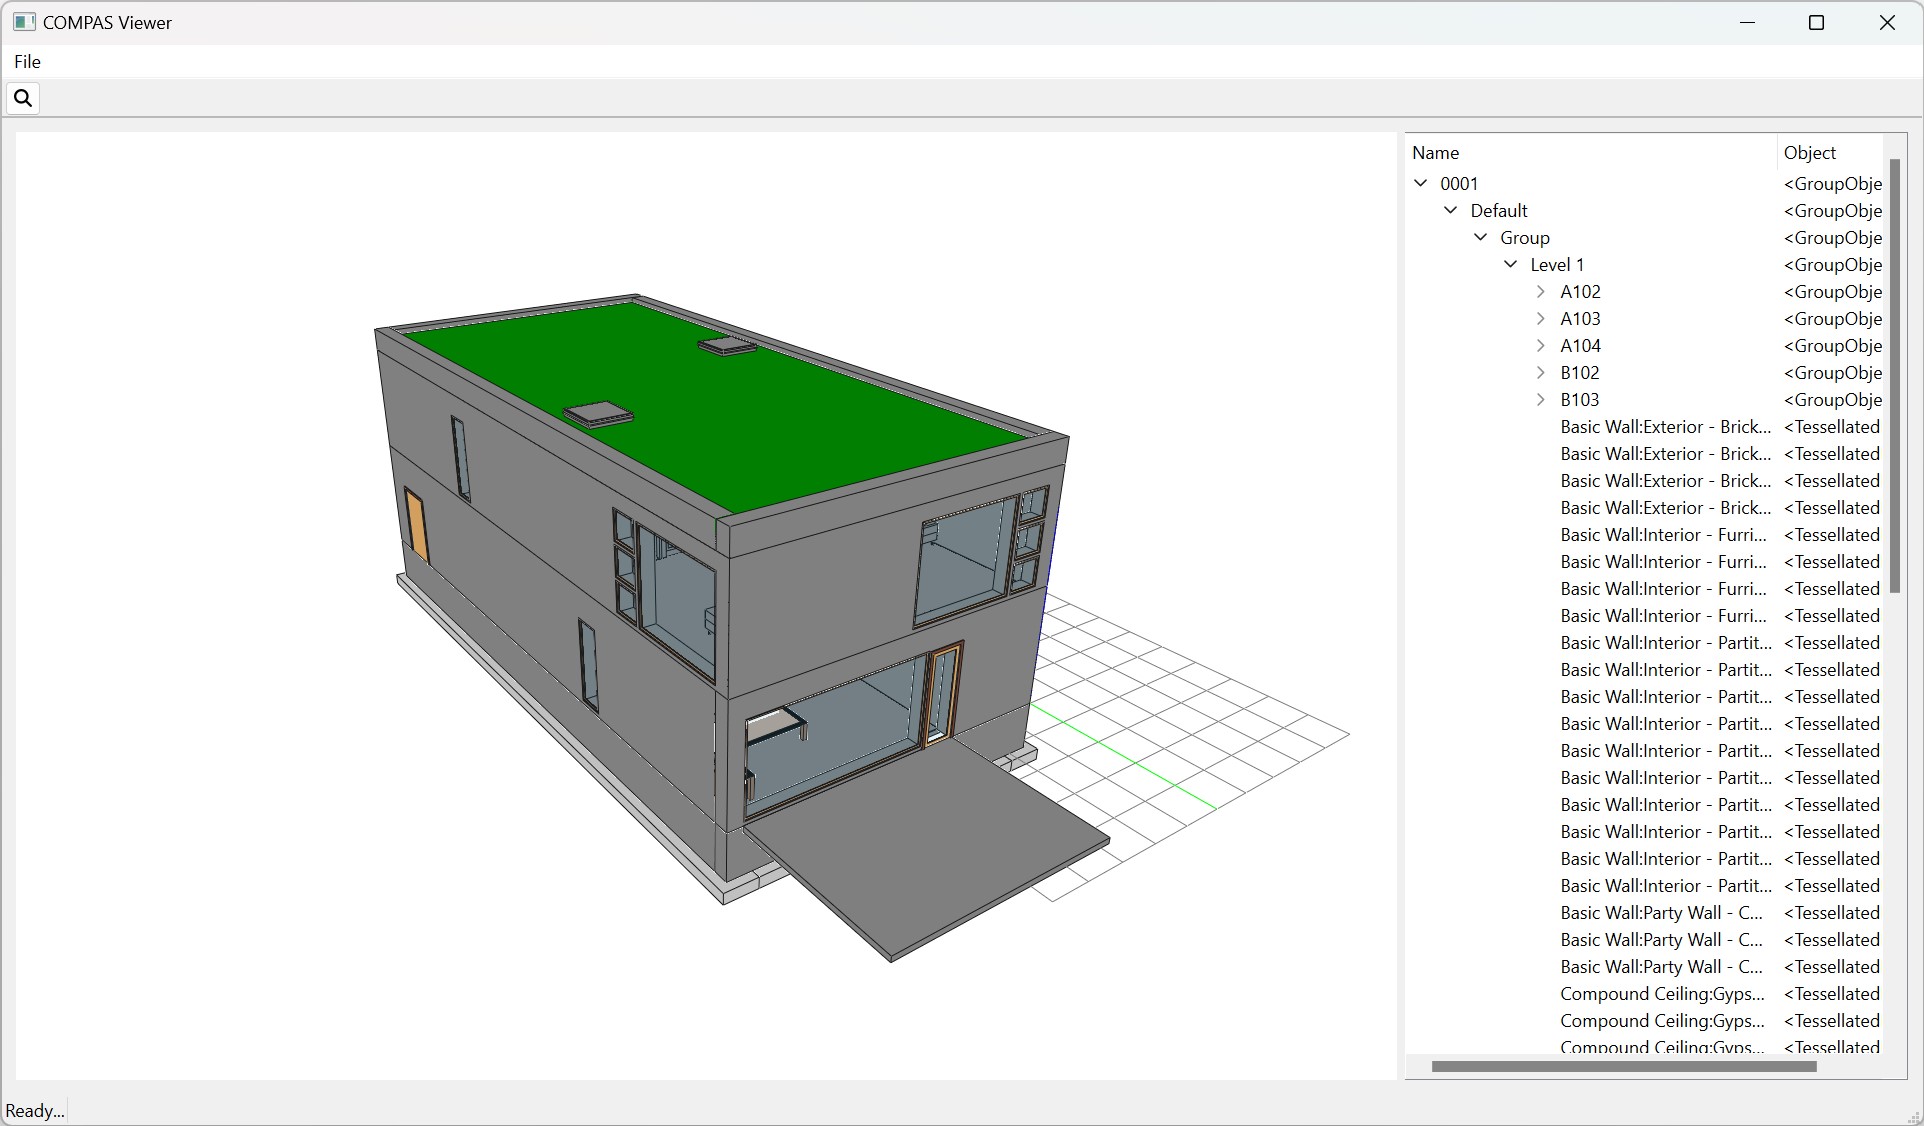 COMPAS Viewer
File
Name Object
0001 <GroupObje
Default <GroupObje
Group <GroupObje
Level 1 <GroupObje
A102 <GroupObje
A103 <GroupObje
A104 <GroupObje
B102 <GroupObje
B103 <GroupObje
Basic Wall:Exterior - Brick... <Tessellated
Basic Wall:Exterior - Brick... <Tessellated
Basic Wall:Exterior - Brick... <Tessellated
Basic Wall:Exterior - Brick... <Tessellated
Basic Wall:Interior - Furri... <Tessellated
Basic Wall:Interior - Furri... <Tessellated
Basic Wall:Interior - Furri... <Tessellated
Basic Wall:Interior - Furri... <Tessellated
Basic Wall:Interior - Partit... <Tessellated
Basic Wall:Interior - Partit... <Tessellated
Basic Wall:Interior - Partit... <Tessellated
Basic Wall:Interior - Partit... <Tessellated
Basic Wall:Interior - Partit... <Tessellated
Basic Wall:Interior - Partit... <Tessellated
Basic Wall:Interior - Partit... <Tessellated
Basic Wall:Interior - Partit... <Tessellated
Basic Wall:Interior - Partit... <Tessellated
Basic Wall:Interior - Partit... <Tessellated
Basic Wall:Party Wall - C... <Tessellated
Basic Wall:Party Wall - C... <Tessellated
Basic Wall:Party Wall - C... <Tessellated
Compound Ceiling:Gyps... <Tessellated
Compound Ceiling:Gyps... <Tessellated
Compound Ceiling:Gyps... <Tessellated
Ready...